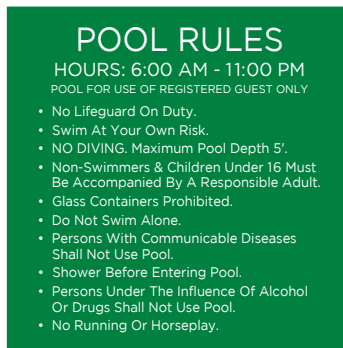 POOL RULES
HOURS: 6:00 AM - 11:00 PM
POOL FOR USE OF REGISTERED GUEST ONLY
• No Lifeguard On Duty.
• Swim At Your Own Risk.
• NO DIVING. Maximum Pool Depth 5'.
• Non-Swimmers & Children Under 16 Must
Be Accompanied By A Responsible Adult.
• Glass Containers Prohibited.
• Do Not Swim Alone.
• Persons With Communicable Diseases
Shall Not Use Pool.
• Shower Before Entering Pool.
• Persons Under The Influence Of Alcohol
Or Drugs Shall Not Use Pool.
• No Running Or Horseplay.